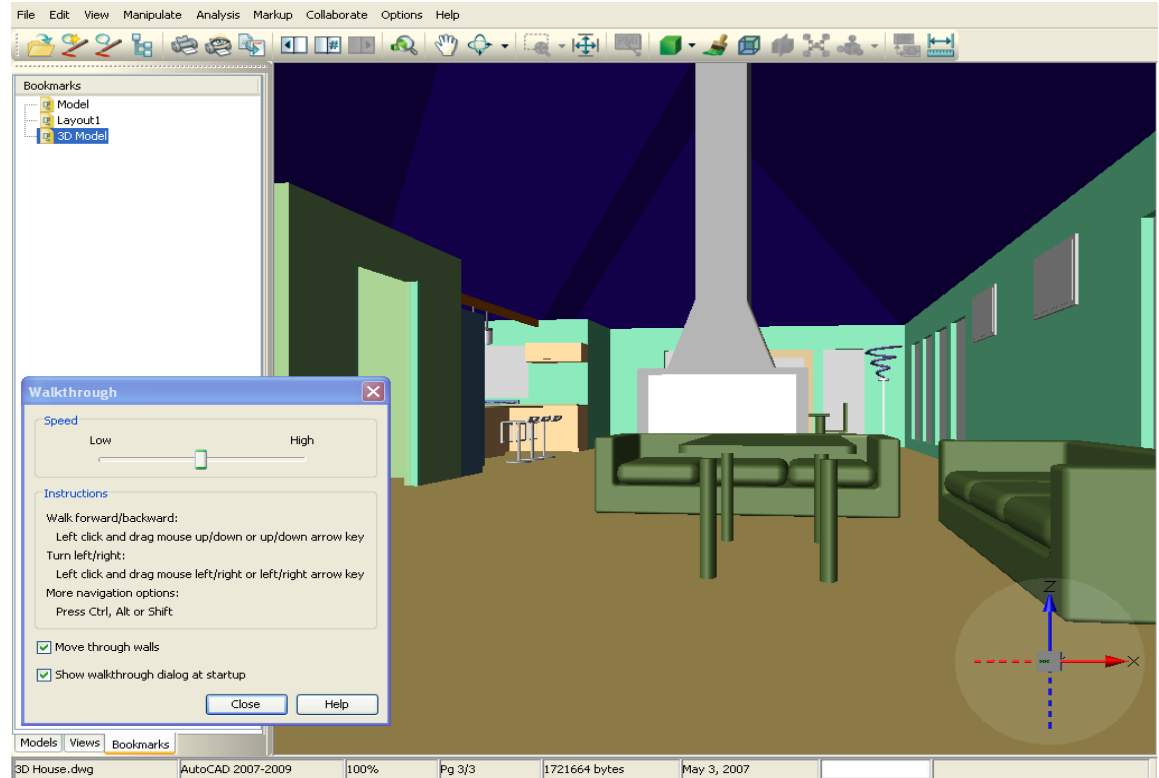 File Edit View Manipulate Analysis Markup Collaborate Options Help
Bookmarks
Model
Layout1
3D Model
Walkthrough
Speed
Low High
Instructions
Walk forward/backward:
Left click and drag mouse up/down or up/down arrow key
Turn left/right:
Left click and drag mouse left/right or left/right arrow key
More navigation options:
Press Ctrl, Alt or Shift
Move through walls
Show walkthrough dialog at startup
Close Help
Z
X
Models Views Bookmarks
3D House.dwg AutoCAD 2007-2009 100% Pg 3/3 1721664 bytes May 3, 2007